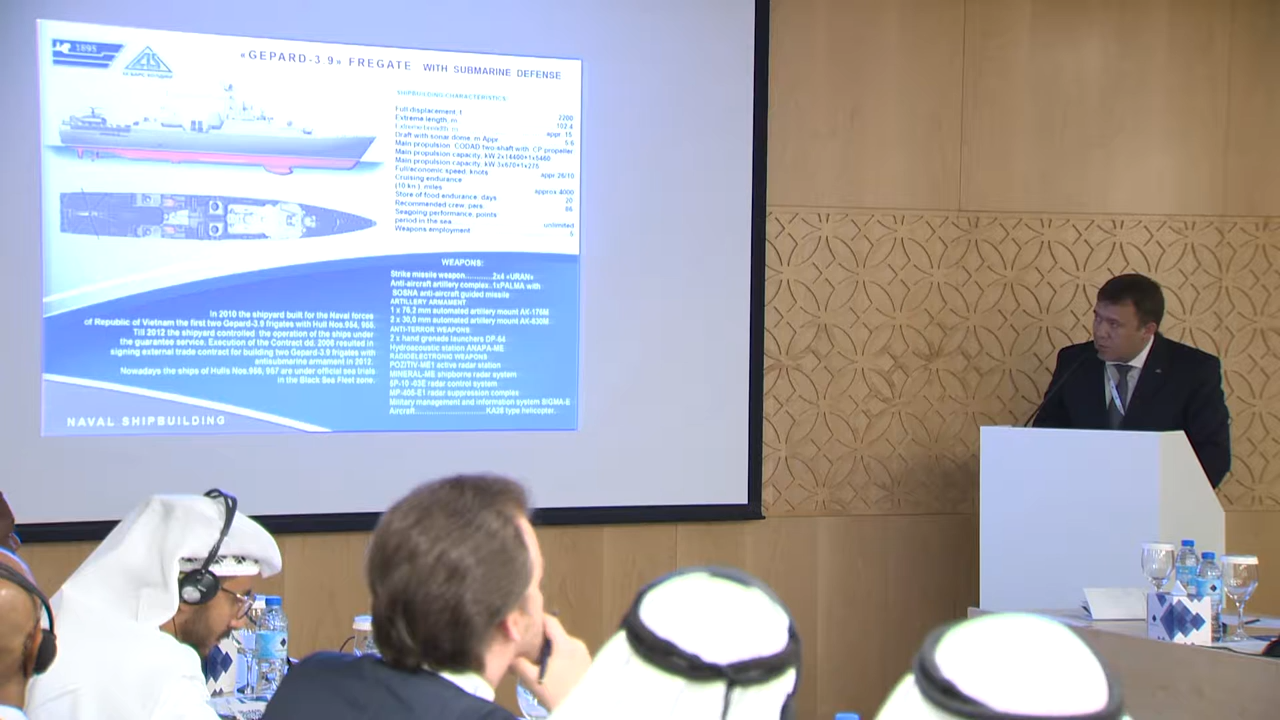 1895
«GEPARD-3.9» FREGATE WITH SUBMARINE DEFENSE
SHIPBUILDING CHARACTERISTICS:
Full displacement, t 2200
Extreme length, m 102.4
Extreme breadth, m appr. 15
Draft with sonar dome, m Appr 5.6
Main propulsion: CODAD two-shaft with CP propeller
Main propulsion capacity, kW 2x14400+1x5460
Main propulsion capacity, kW 3x670+1x275
Full/economic speed, knots appr 26/10
Cruising endurance
(10 kn.), miles approx 4000
Store of food endurance, days 20
Recommended crew, pers. 86
Seagoing performance, points
period in the sea unlimited
Weapons employment 5
WEAPONS:
Strike missile weapon............2x4 «URAN»
Anti-aircraft artillery complex..1xPALMA with
SOSNA anti-aircraft guided missile
ARTILLERY ARMAMENT
1 x 76,2 mm automated artillery mount AK-176M
2 x 30,0 mm automated artillery mount AK-630M
ANTI-TERROR WEAPONS:
2 x hand grenade launchers DP-64
Hydroacoustic station ANAPA-ME
RADIOELECTRONIC WEAPONS
POZITIV-ME1 active radar station
MINERAL-ME shipborne radar system
5P-10 -03E radar control system
MP-405-E1 radar suppression complex
Military management and information system SIGMA-E
Aircraft............................KA28 type helicopter.
In 2010 the shipyard built for the Naval forces
of Republic of Vietnam the first two Gepard-3.9 frigates with Hull Nos.954, 955.
Till 2012 the shipyard controlled the operation of the ships under
the guarantee service. Execution of the Contract dd. 2006 resulted in
signing external trade contract for building two Gepard-3.9 frigates with
antisubmarine armament in 2012.
Nowadays the ships of Hulls Nos.956, 957 are under official sea trials
in the Black Sea Fleet zone.
NAVAL SHIPBUILDING